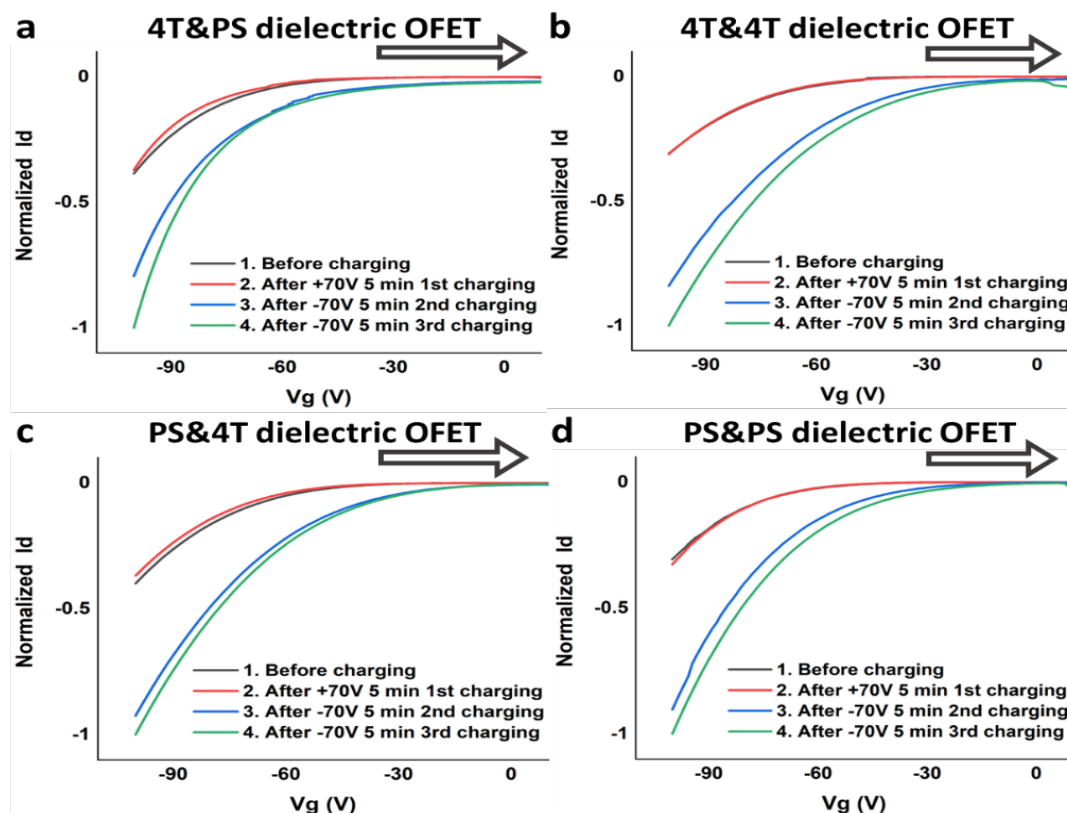 a
4T&PS dielectric OFET
0
-0.5
-1
Normalized Id
1. Before charging
2. After +70V 5 min 1st charging
3. After -70V 5 min 2nd charging
4. After -70V 5 min 3rd charging
-90
-60
-30
0
Vg (V)
b
4T&4T dielectric OFET
0
-0.5
-1
Normalized Id
1. Before charging
2. After +70V 5 min 1st charging
3. After -70V 5 min 2nd charging
4. After -70V 5 min 3rd charging
-90
-60
-30
0
Vg (V)
c
PS&4T dielectric OFET
0
-0.5
-1
Normalized Id
1. Before charging
2. After +70V 5 min 1st charging
3. After -70V 5 min 2nd charging
4. After -70V 5 min 3rd charging
-90
-60
-30
0
Vg (V)
d
PS&PS dielectric OFET
0
-0.5
-1
Normalized Id
1. Before charging
2. After +70V 5 min 1st charging
3. After -70V 5 min 2nd charging
4. After -70V 5 min 3rd charging
-90
-60
-30
0
Vg (V)